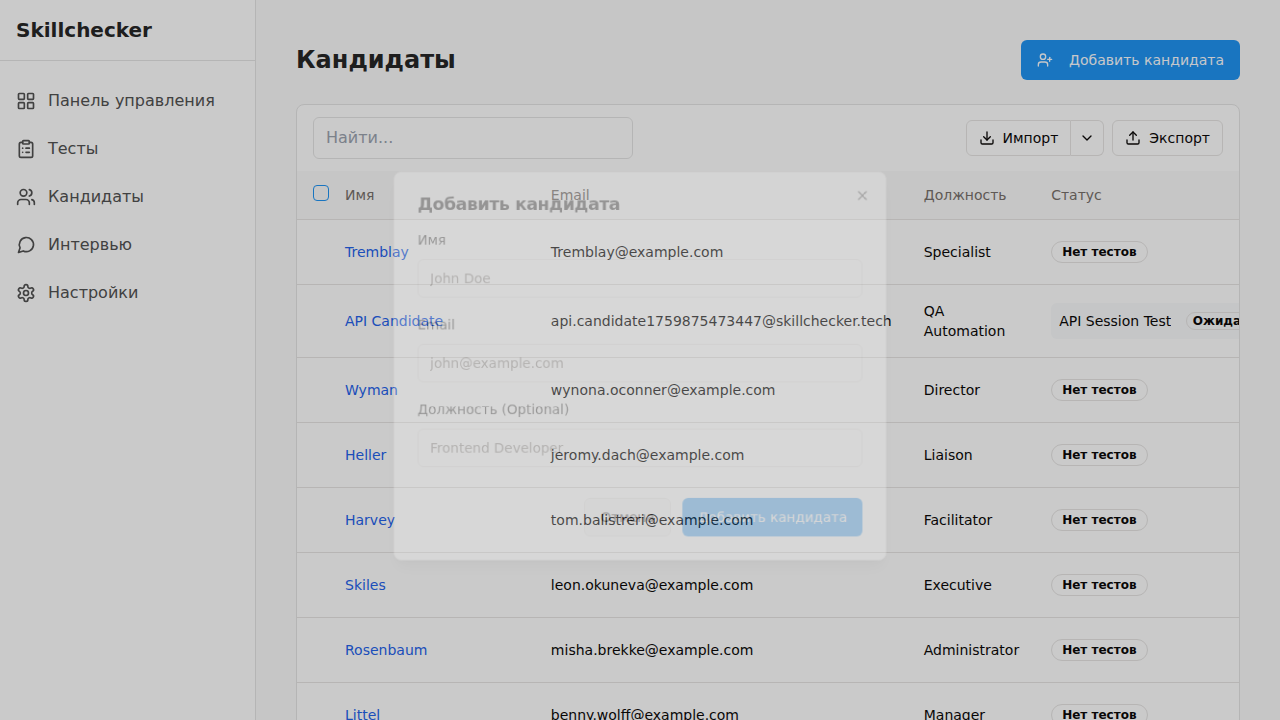 Skillchecker
Панель управления
Тесты
Кандидаты
Интервью
Настройки
Кандидаты
Добавить кандидата
Найти...
Импорт
Экспорт
Имя
Email
Должность
Статус
Tremblay
Tremblay@example.com
Specialist
Нет тестов
API Candidate
api.candidate1759875473447@skillchecker.tech
QA
Automation
API Session Test
Ожида
Wyman
wynona.oconner@example.com
Director
Нет тестов
Heller
jeromy.dach@example.com
Liaison
Нет тестов
Harvey
tom.balistreri@example.com
Facilitator
Нет тестов
Skiles
leon.okuneva@example.com
Executive
Нет тестов
Rosenbaum
misha.brekke@example.com
Administrator
Нет тестов
Littel
benny.wolff@example.com
Manager
Нет тестов
Добавить кандидата
Имя
John Doe
Email
john@example.com
Должность (Optional)
Frontend Developer
Отмена
Добавить кандидата